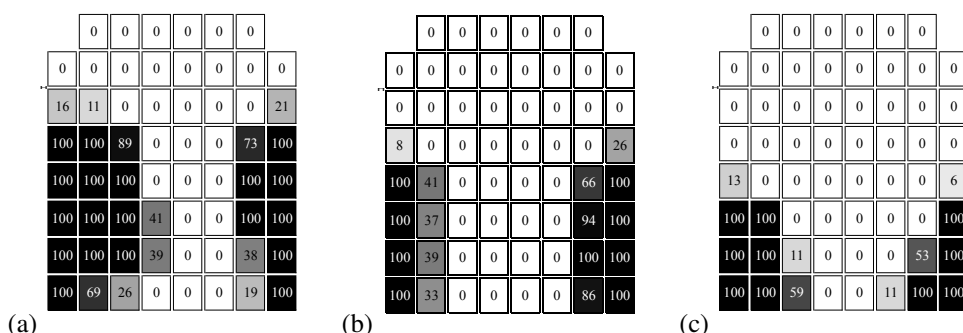 0 0 0 0 0 0
0 0 0 0 0 0 0 0
16 11 0 0 0 0 0 21
100 100 89 0 0 0 73 100
100 100 100 0 0 0 100 100
100 100 100 41 0 0 100 100
100 100 100 39 0 0 38 100
100 69 26 0 0 0 19 100
(a)
0 0 0 0 0 0
0 0 0 0 0 0 0 0
0 0 0 0 0 0 0 0
8 0 0 0 0 0 0 26
100 41 0 0 0 0 66 100
100 37 0 0 0 0 94 100
100 39 0 0 0 0 100 100
100 33 0 0 0 0 86 100
(b)
0 0 0 0 0 0
0 0 0 0 0 0 0 0
0 0 0 0 0 0 0 0
0 0 0 0 0 0 0 0
13 0 0 0 0 0 0 6
100 100 0 0 0 0 0 100
100 100 11 0 0 0 53 100
100 100 59 0 0 11 100 100
(c)